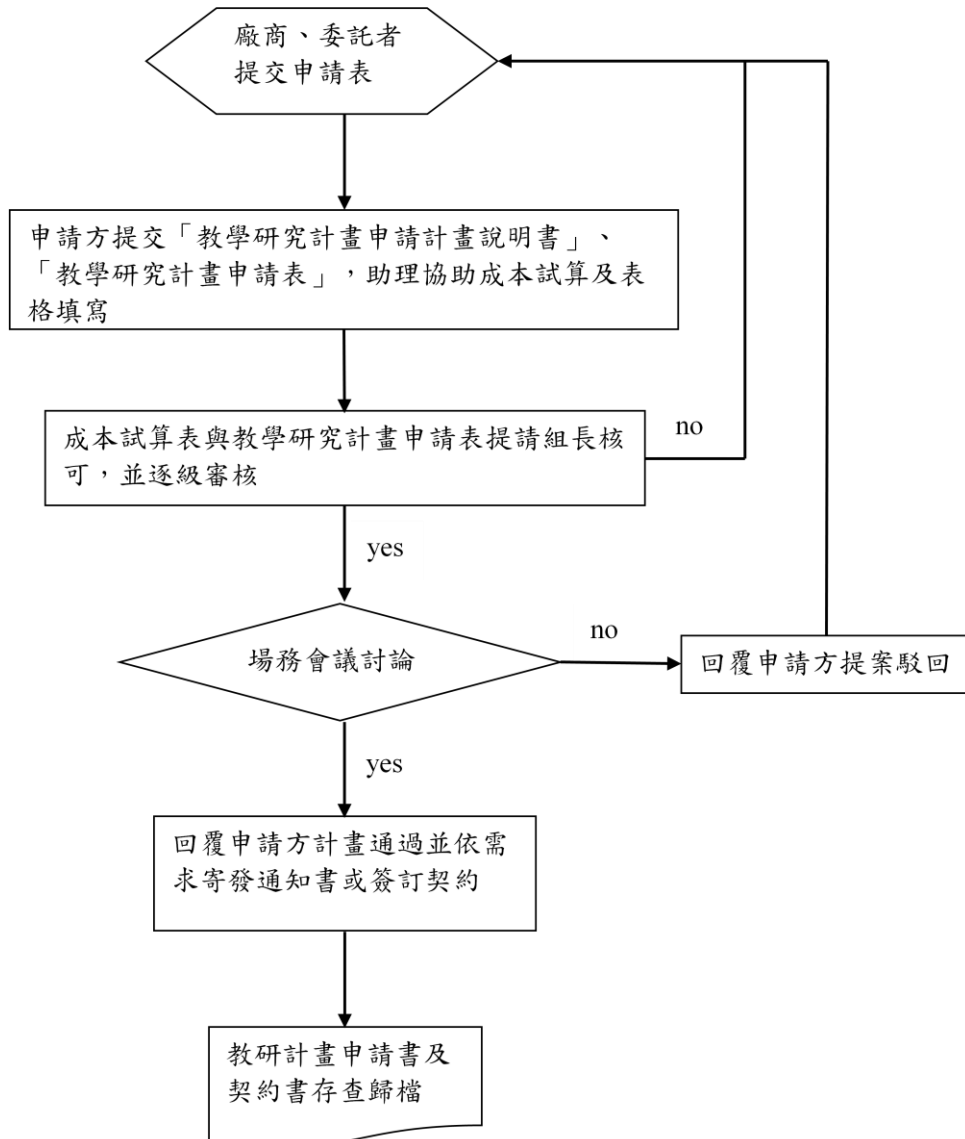 廠商、委託者
提交申請表
申請方提交「教學研究計畫申請計畫說明書」、
「教學研究計畫申請表」,助理協助成本試算及表
格填寫
成本試算表與教學研究計畫申請表提請組長核
可,並逐級審核
no
yes
場務會議討論
no
回覆申請方提案駁回
yes
回覆申請方計畫通過並依需
求寄發通知書或簽訂契約
教研計畫申請書及
契約書存查歸檔